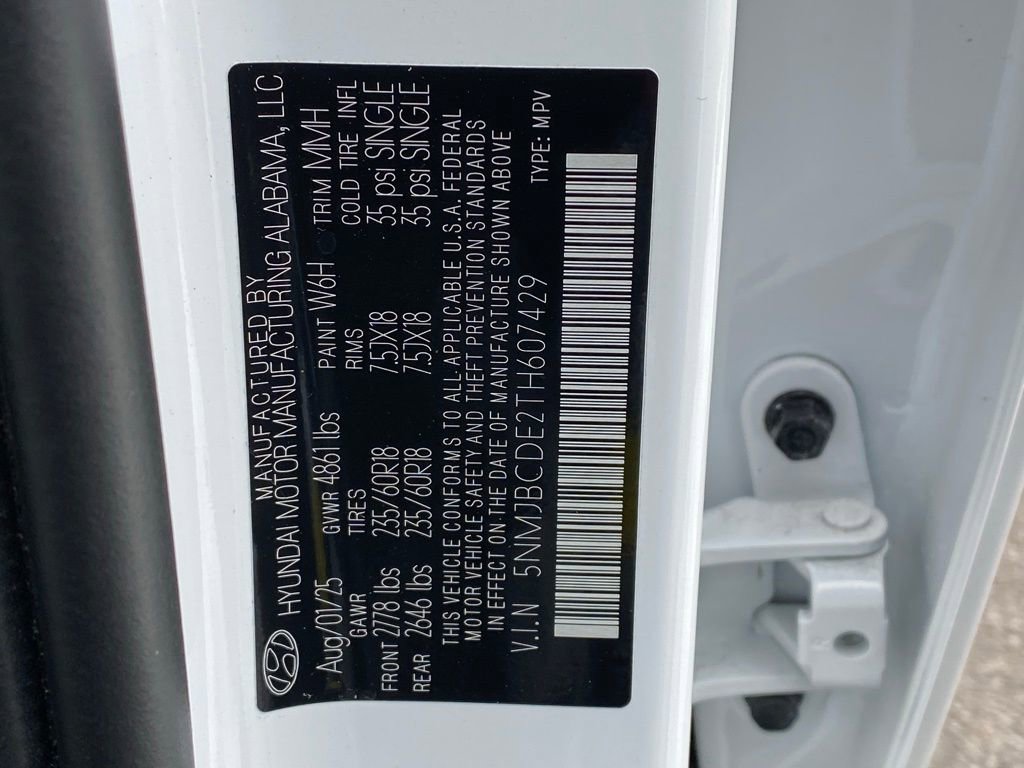 MANUFACTURED BY
HYUNDAI MOTOR MANUFACTURING ALABAMA, LLC
Aug/01/25 GVWR 4861 lbs PAINT W6H TRIM MMH
GAWR TIRES RIMS COLD TIRE INFL
FRONT 2778 lbs 235/60R18 7.5JX18 35 psi SINGLE
REAR 2646 lbs 235/60R18 7.5JX18 35 psi SINGLE
THIS VEHICLE CONFORMS TO ALL APPLICABLE U.S.A. FEDERAL
MOTOR VEHICLE SAFETY AND THEFT PREVENTION STANDARDS
IN EFFECT ON THE DATE OF MANUFACTURE SHOWN ABOVE
V.I.N 5NMJBCDE2TH607429 TYPE: MPV